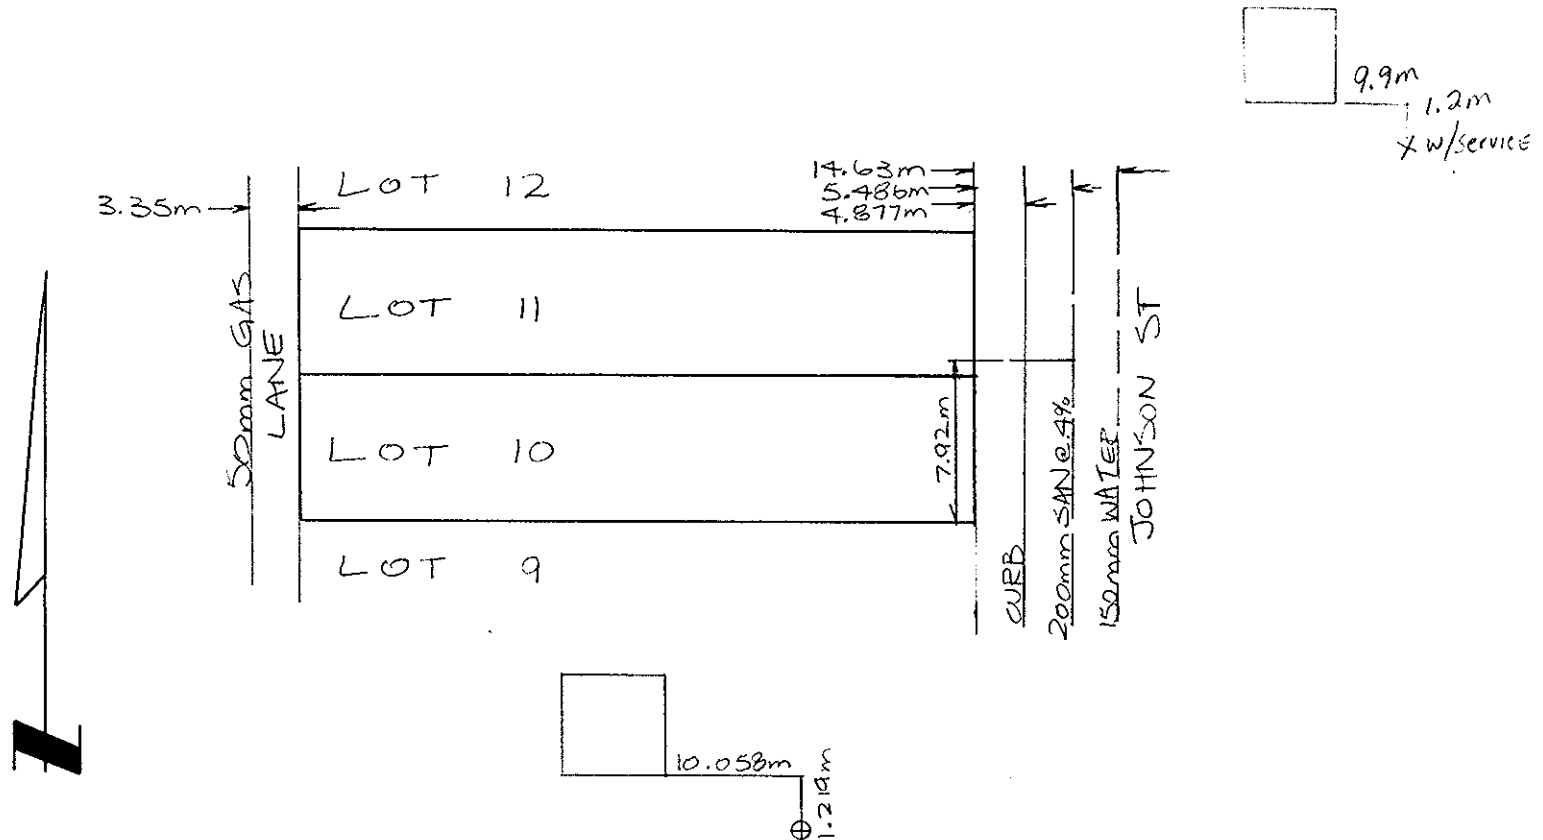 9.9m
1.2m
X W/SERVICE
LOT 12
14.63m
5.486m
4.877m
3.35m
LOT 11
50mm GAS
LANE
LOT 10
7.92m
LOT 9
CURB
200mm SAN@.4%
150mm WATER
JOHNSON ST
10.058m
1.219m